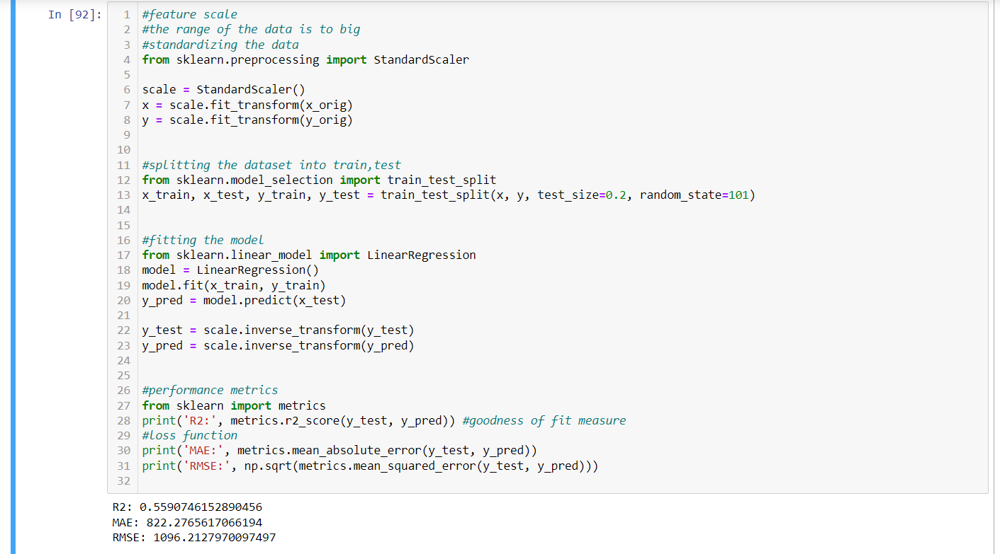 In [92]:
1 #feature scale
2 #the range of the data is to big
3 #standardizing the data
4 from sklearn.preprocessing import StandardScaler
5
6 scale = StandardScaler()
7 x = scale.fit_transform(x_orig)
8 y = scale.fit_transform(y_orig)
9
10
11 #splitting the dataset into train,test
12 from sklearn.model_selection import train_test_split
13 x_train, x_test, y_train, y_test = train_test_split(x, y, test_size=0.2, random_state=101)
14
15
16 #fitting the model
17 from sklearn.linear_model import LinearRegression
18 model = LinearRegression()
19 model.fit(x_train, y_train)
20 y_pred = model.predict(x_test)
21
22 y_test = scale.inverse_transform(y_test)
23 y_pred = scale.inverse_transform(y_pred)
24
25
26 #performance metrics
27 from sklearn import metrics
28 print('R2:', metrics.r2_score(y_test, y_pred)) #goodness of fit measure
29 #loss function
30 print('MAE:', metrics.mean_absolute_error(y_test, y_pred))
31 print('RMSE:', np.sqrt(metrics.mean_squared_error(y_test, y_pred)))
32
R2: 0.5590746152890456
MAE: 822.2765617066194
RMSE: 1096.2127970097497